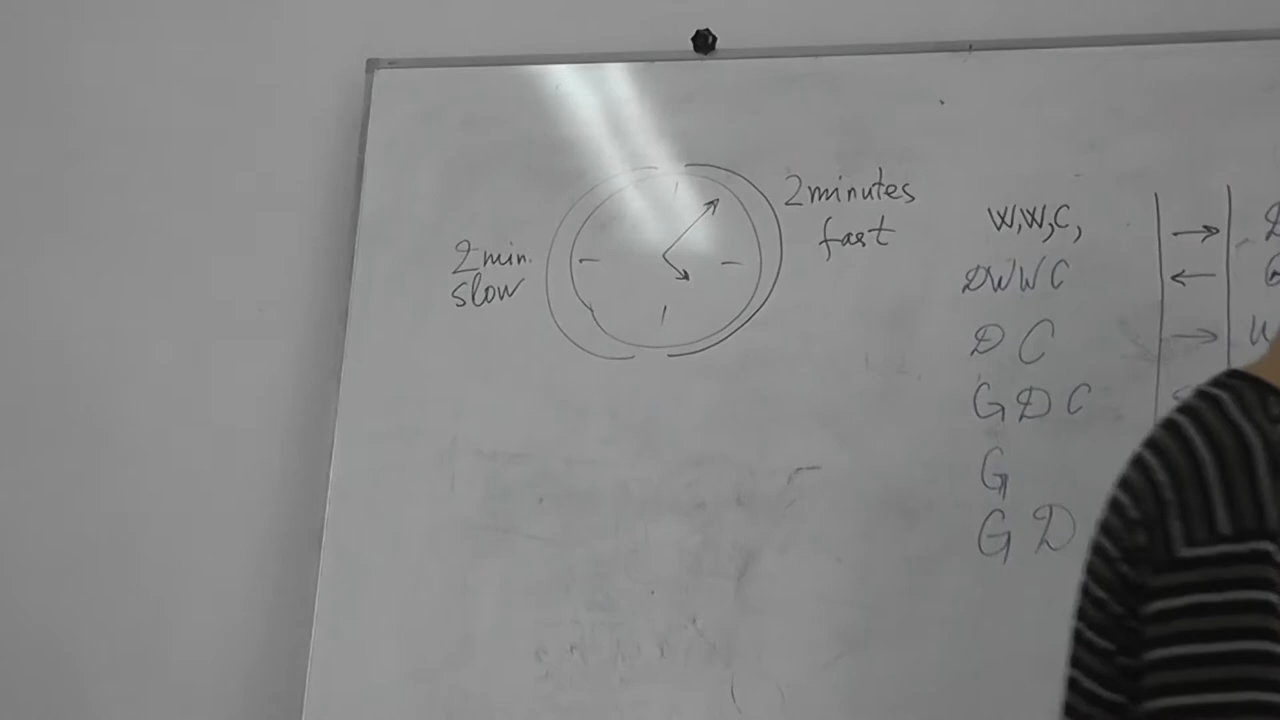 2 minutes
fast
2 min.
slow
W,W,C,
DWWC
D C
G D C
G
G D